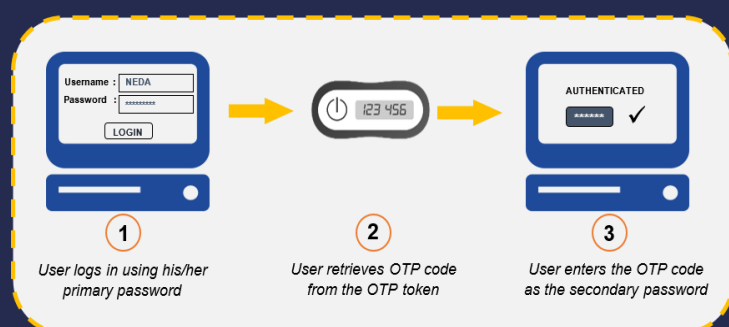 Username : NEDA
Password : *********
LOGIN
123 456
AUTHENTICATED
******
1
User logs in using his/her
primary password
2
User retrieves OTP code
from the OTP token
3
User enters the OTP code
as the secondary password